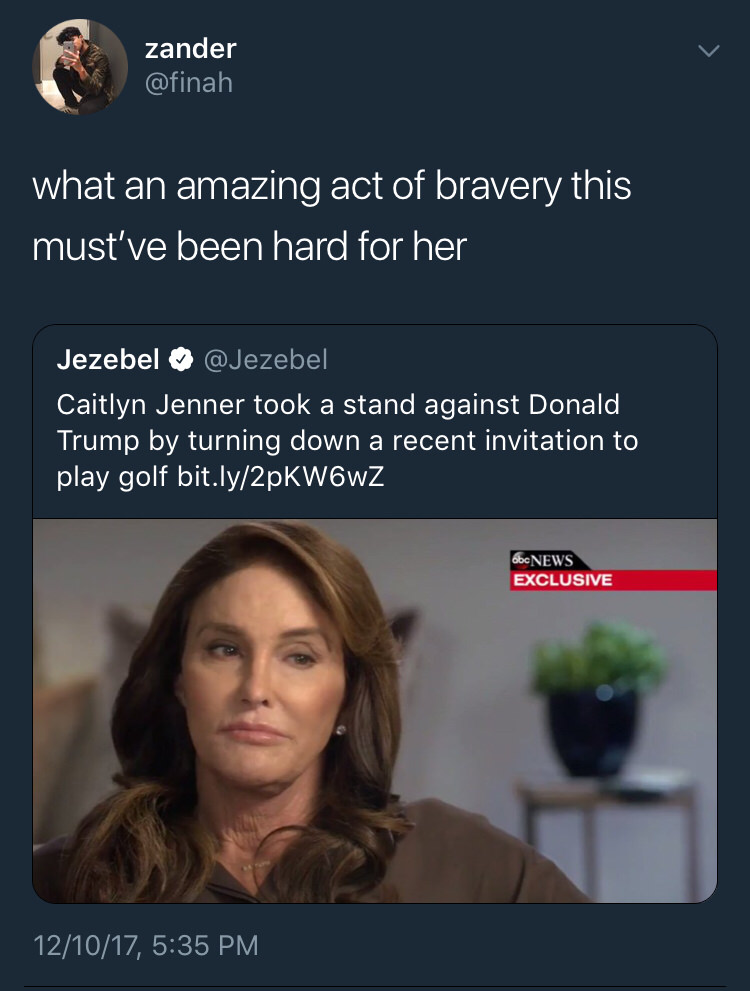 zander
@finah
what an amazing act of bravery this
must've been hard for her
Jezebel @Jezebel
Caitlyn Jenner took a stand against Donald
Trump by turning down a recent invitation to
play golf bit.ly/2pKW6wZ
abc NEWS
EXCLUSIVE
12/10/17, 5:35 PM